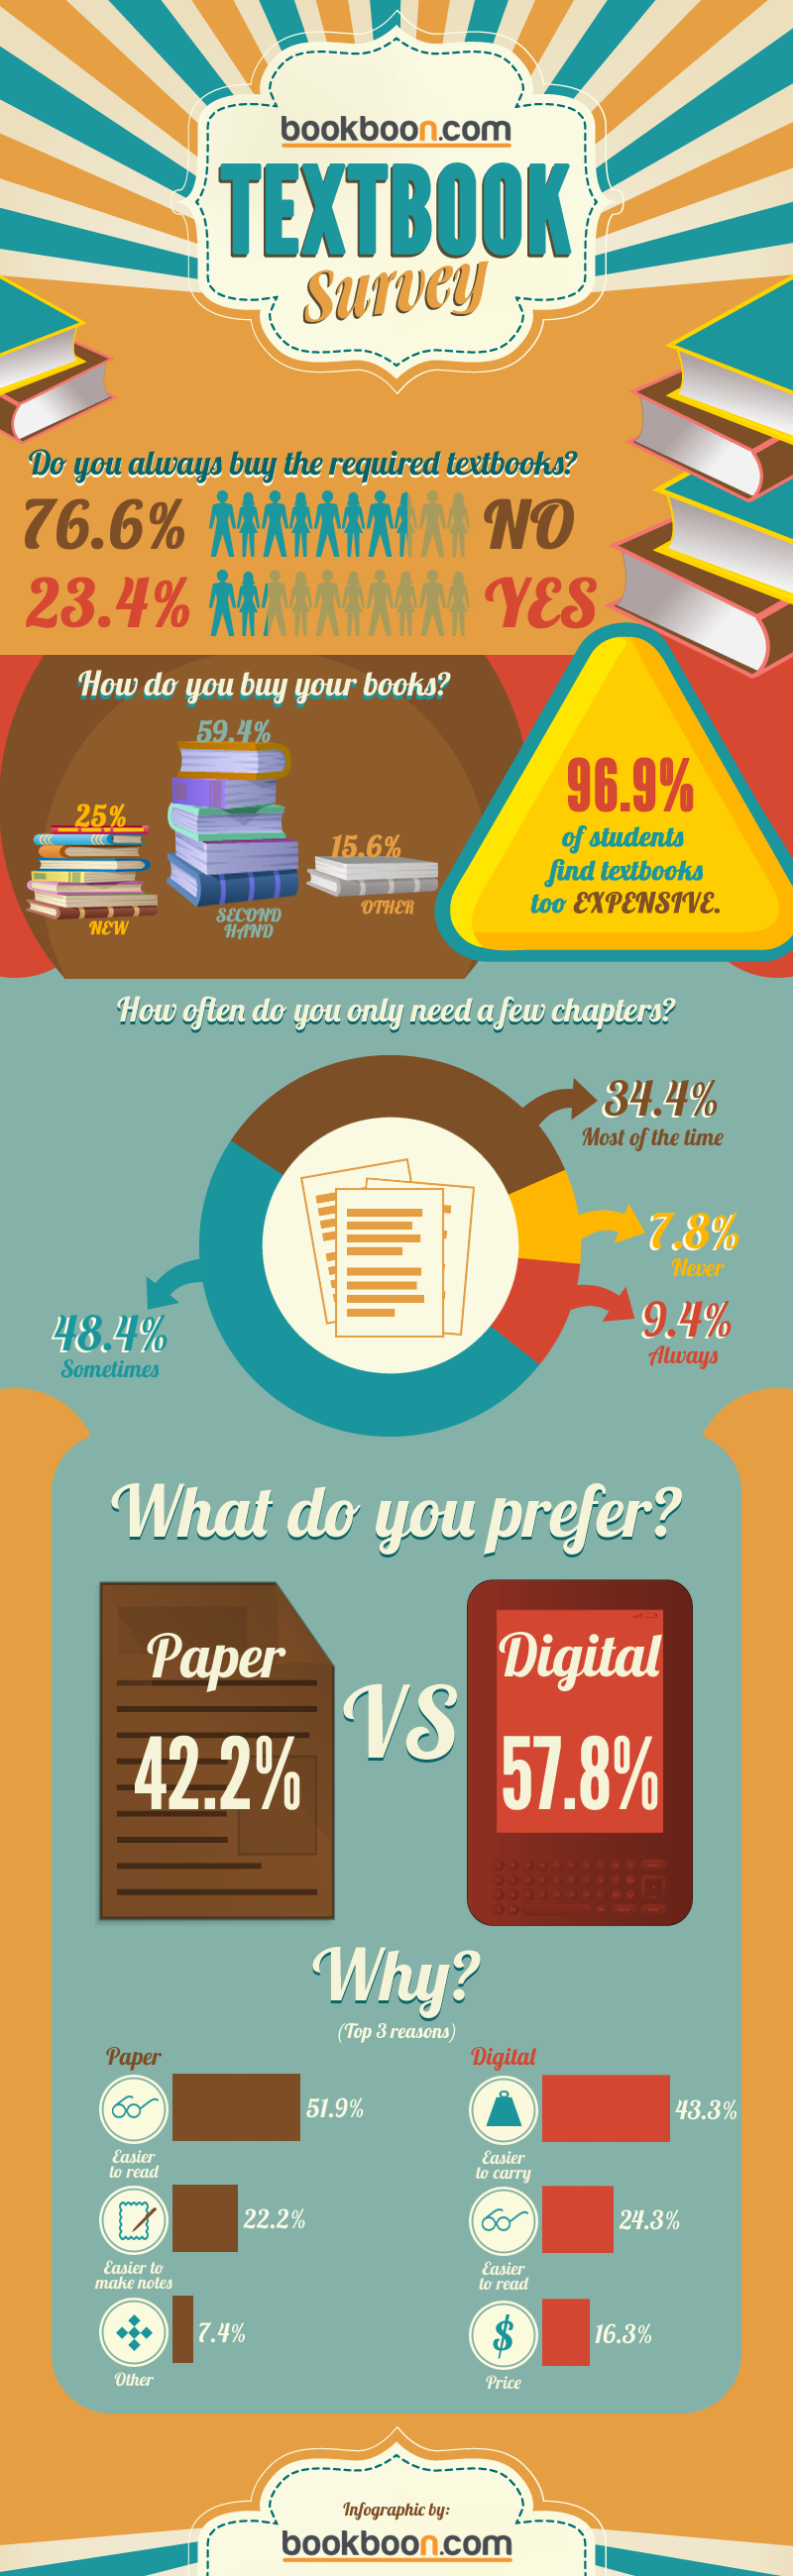 bookboon.com
TEXTBOOK
Survey
Do you always buy the required textbooks?
76.6% NO
23.4% YES
How do you buy your books?
59.4%
25%
15.6%
NEW
SECOND
HAND
OTHER
96.9%
of students
find textbooks
too EXPENSIVE.
How often do you only need a few chapters?
34.4%
Most of the time
7.8%
Never
9.4%
Always
48.4%
Sometimes
What do you prefer?
Paper
42.2%
VS
Digital
57.8%
Why?
(Top 3 reasons)
Paper
51.9%
Easier
to read
22.2%
Easier to
make notes
7.4%
Other
Digital
43.3%
Easier
to carry
24.3%
Easier
to read
$
16.3%
Price
Infographic by:
bookboon.com